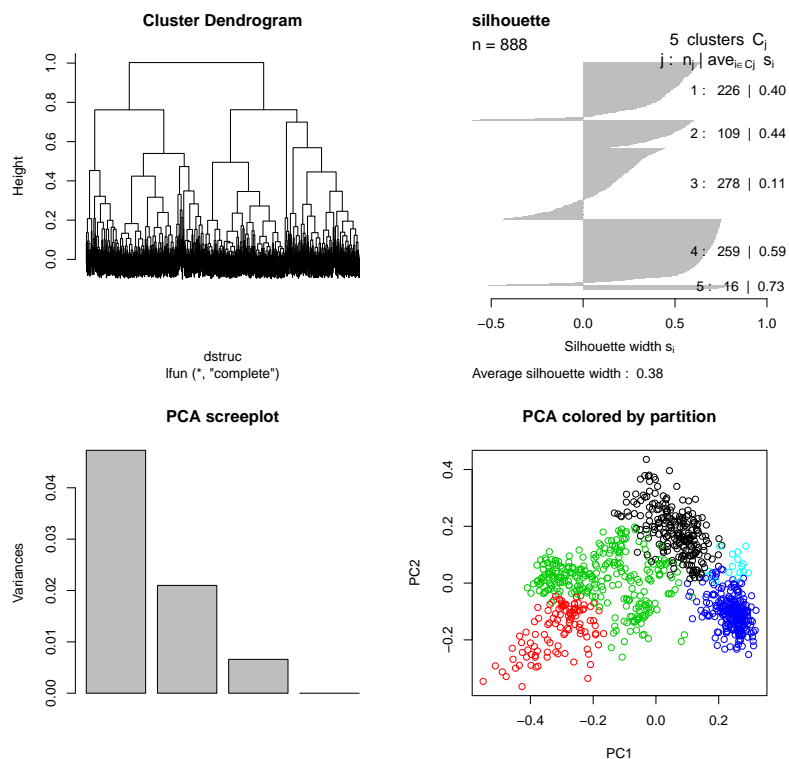 Cluster Dendrogram
Height
0.0 0.2 0.4 0.6 0.8 1.0
dstruc
lfun (*, "complete")
silhouette
n = 888
5 clusters Cj
j : nj | avei∈Cj si
1 : 226 | 0.40
2 : 109 | 0.44
3 : 278 | 0.11
4 : 259 | 0.59
5 : 16 | 0.73
−0.5 0.0 0.5 1.0
Silhouette width si
Average silhouette width : 0.38
PCA screeplot
Variances
0.00 0.01 0.02 0.03 0.04
PCA colored by partition
PC2
−0.2 0.0 0.2 0.4
−0.4 −0.2 0.0 0.2
PC1